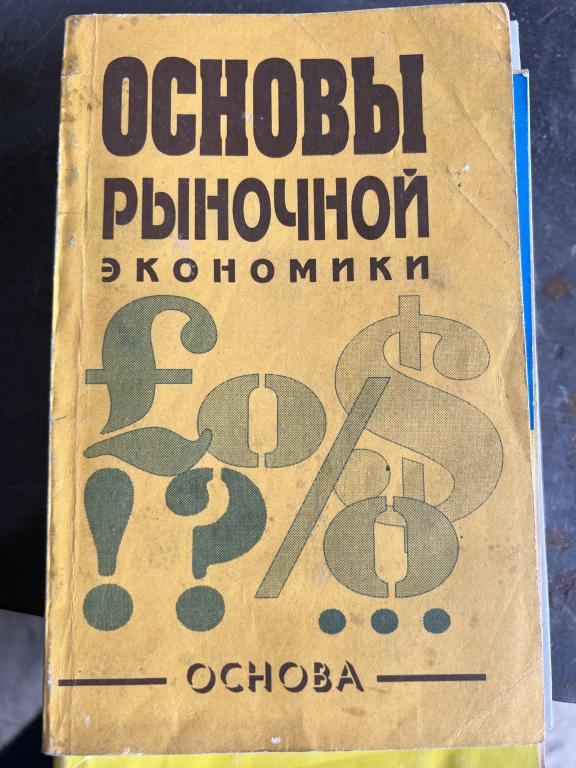 ОСНОВЫ
РЫНОЧНОЙ
ЭКОНОМИКИ
£ % $
!? ...
ОСНОВА